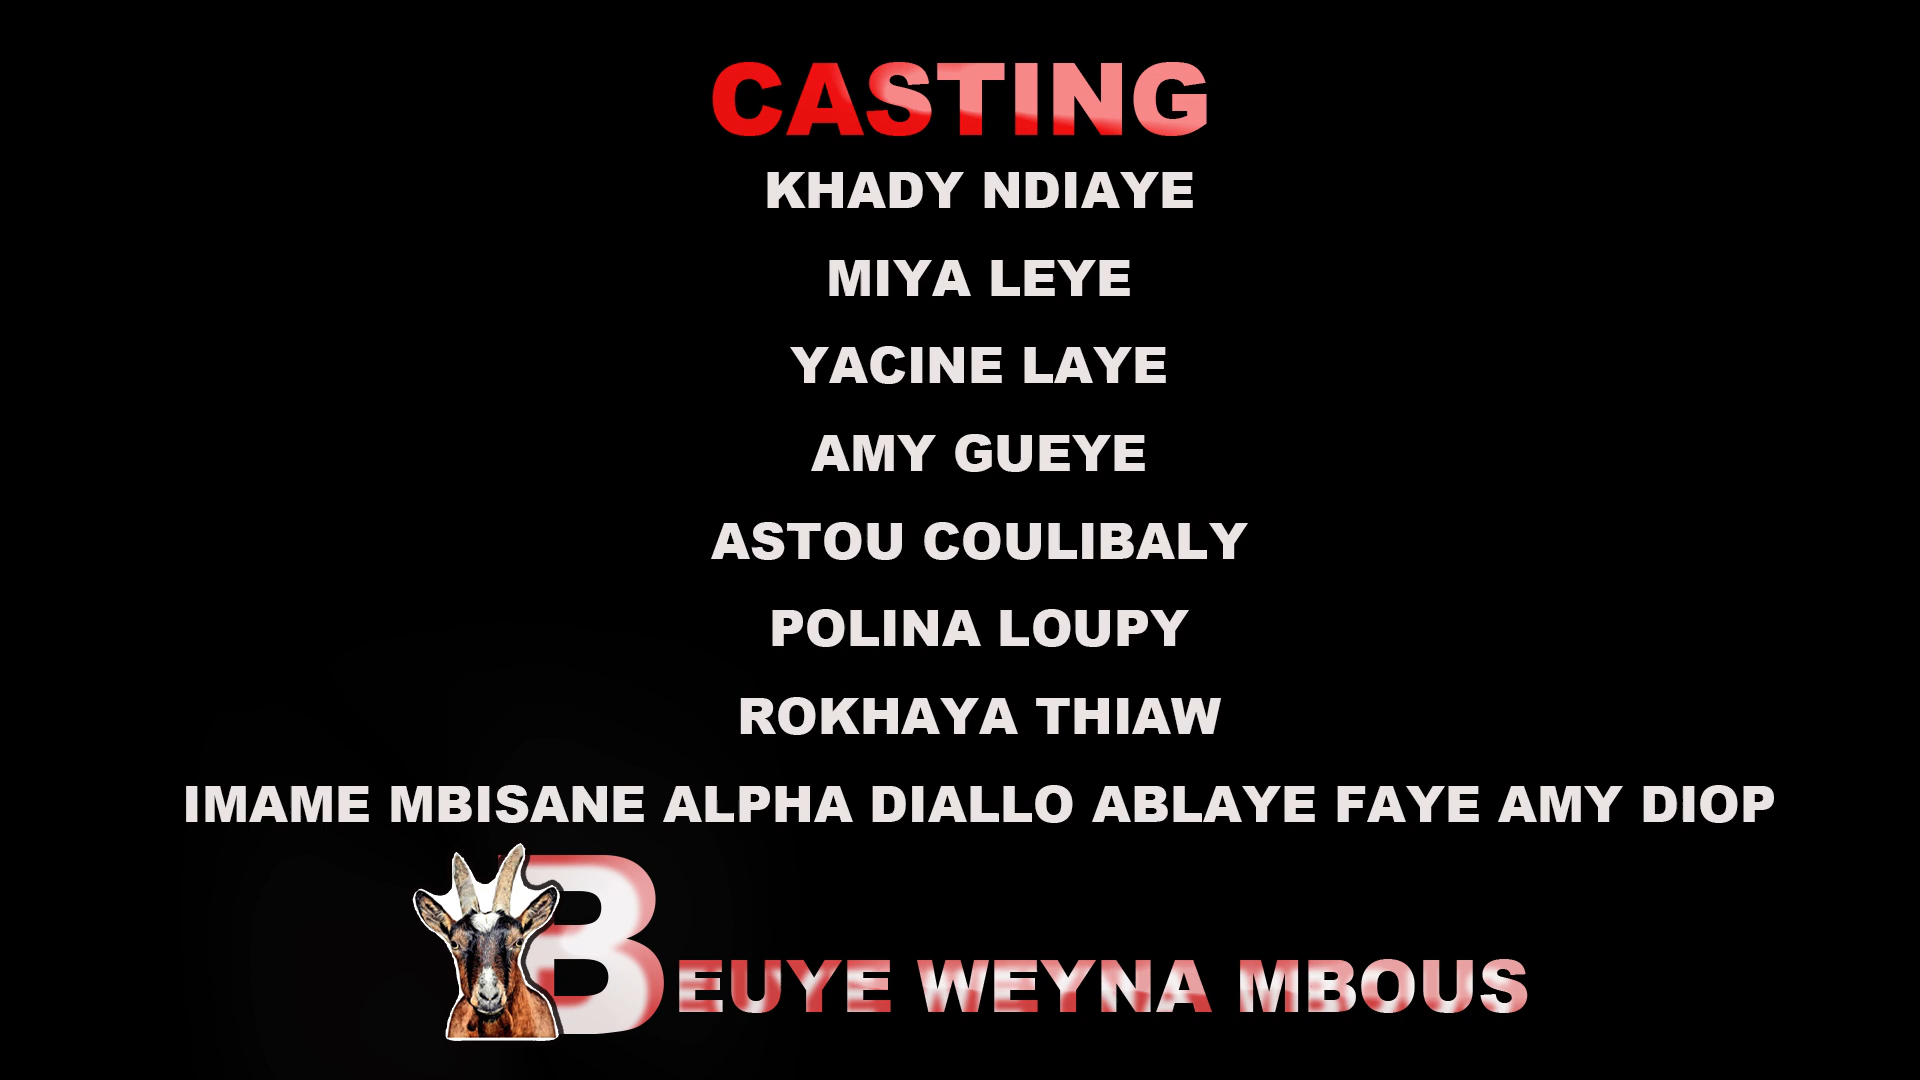 CASTING
KHADY NDIAYE
MIYA LEYE
YACINE LAYE
AMY GUEYE
ASTOU COULIBALY
POLINA LOUPY
ROKHAYA THIAW
IMAME MBISANE ALPHA DIALLO ABLAYE FAYE AMY DIOP
BEUYE WEYNA MBOUS